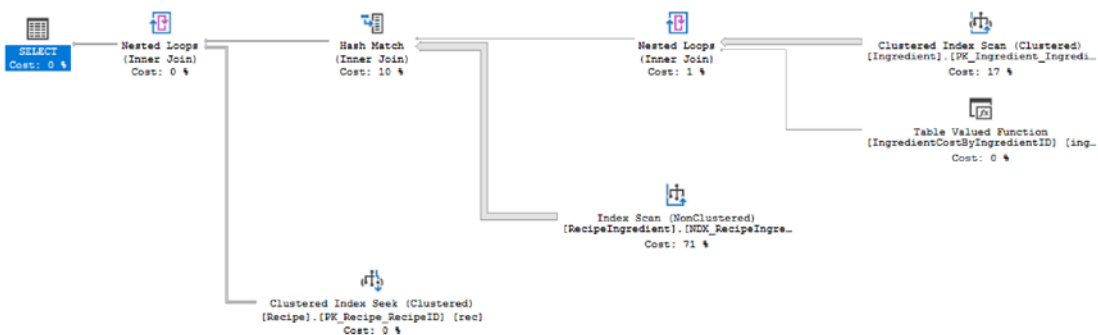 SELECT
Cost: 0 %
Nested Loops
(Inner Join)
Cost: 0 %
Hash Match
(Inner Join)
Cost: 10 %
Nested Loops
(Inner Join)
Cost: 1 %
Clustered Index Scan (Clustered)
[Ingredient].[PK_Ingredient_Ingredi…
Cost: 17 %
Table Valued Function
[IngredientCostByIngredientID] [ing…
Cost: 0 %
Index Scan (NonClustered)
[RecipeIngredient].[NDX_RecipeIngre…
Cost: 71 %
Clustered Index Seek (Clustered)
[Recipe].[PK_Recipe_RecipeID] [rec]
Cost: 0 %